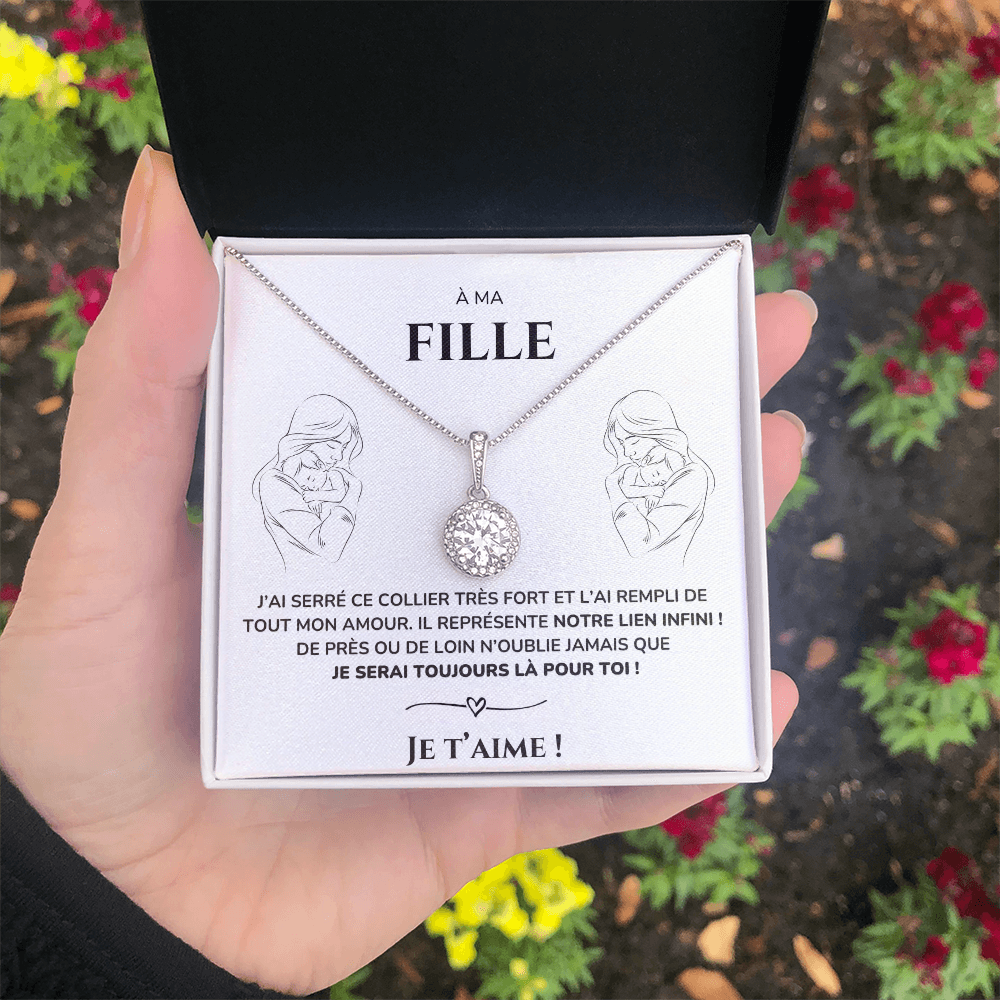 À MA
FILLE
J'AI SERRÉ CE COLLIER TRÈS FORT ET L'AI REMPLI DE
TOUT MON AMOUR. IL REPRÉSENTE NOTRE LIEN INFINI !
DE PRÈS OU DE LOIN N'OUBLIE JAMAIS QUE
JE SERAI TOUJOURS LÀ POUR TOI !
JE T'AIME !